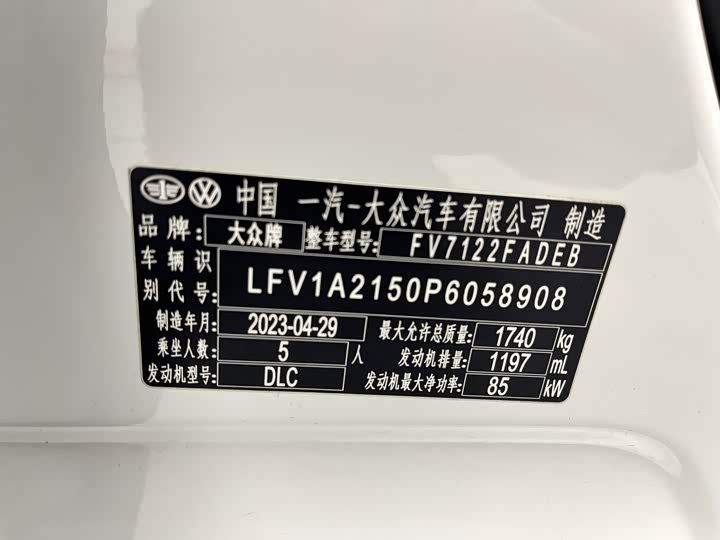 中国 一汽-大众汽车有限公司 制造
品牌: 大众牌 整车型号: FV7122FADEB
车辆识别代号: LFV1A2150P6058908
制造年月: 2023-04-29 最大允许总质量: 1740 kg
乘坐人数: 5 人 发动机排量: 1197 mL
发动机型号: DLC 发动机最大净功率: 85 kW